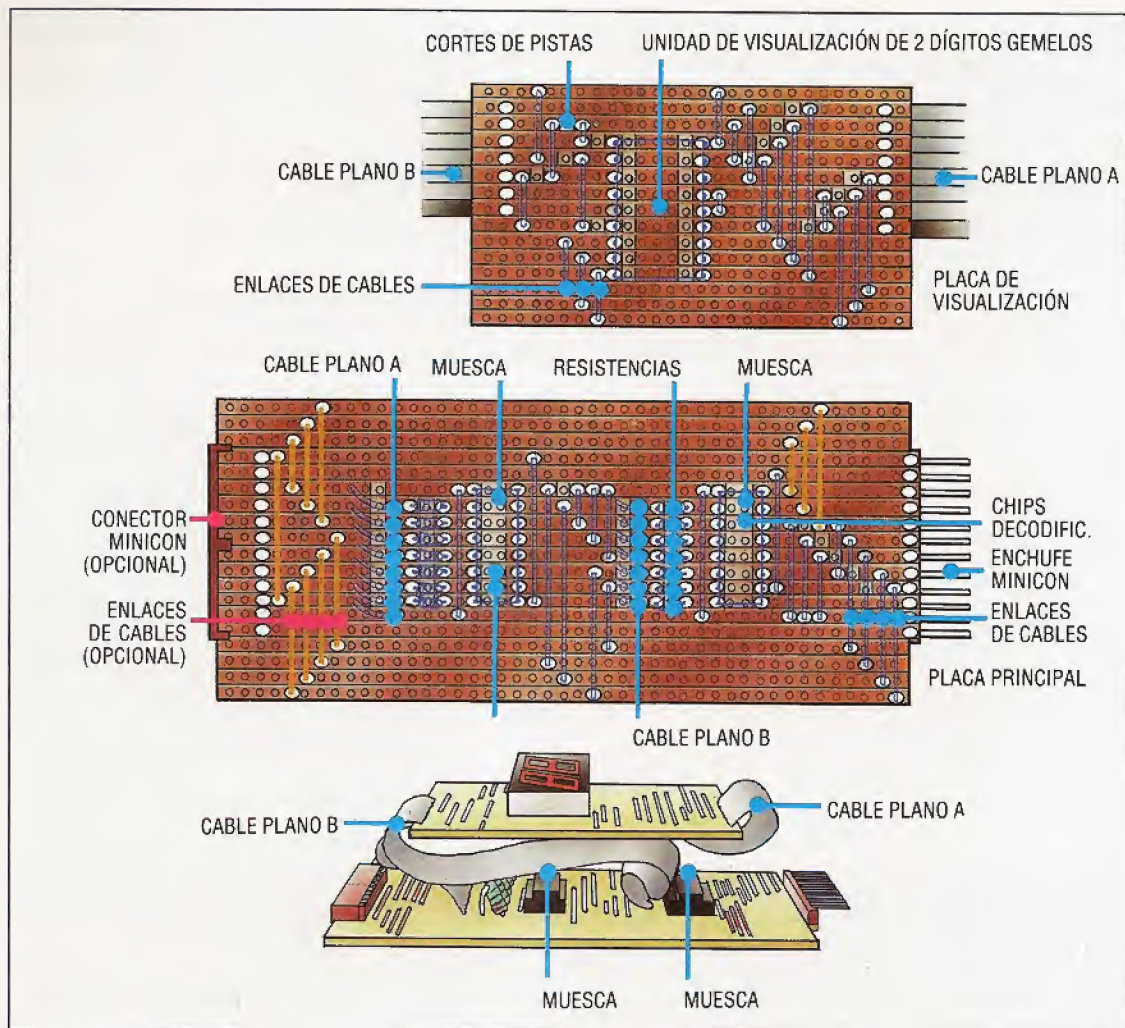 CORTES DE PISTAS
UNIDAD DE VISUALIZACIÓN DE 2 DÍGITOS GEMELOS
CABLE PLANO B
CABLE PLANO A
ENLACES DE CABLES
PLACA DE
VISUALIZACIÓN
CABLE PLANO A
MUESCA
RESISTENCIAS
MUESCA
CONECTOR
MINICON
(OPCIONAL)
CHIPS
DECODIFIC.
ENCHUFE
MINICON
ENLACES
DE CABLES
(OPCIONAL)
ENLACES
DE CABLES
PLACA PRINCIPAL
CABLE PLANO B
CABLE PLANO B
CABLE PLANO A
MUESCA
MUESCA